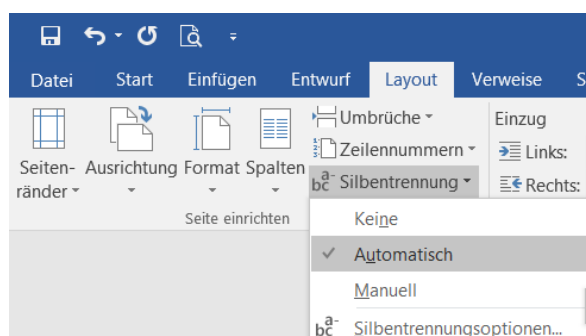 Datei Start Einfügen Entwurf Layout Verweise S
Seiten-
ränder
Ausrichtung Format Spalten
Umbrüche
Zeilennummern
Silbentrennung
Seite einrichten
Einzug
Links:
Rechts:
Keine
Automatisch
Manuell
Silbentrennungsoptionen...